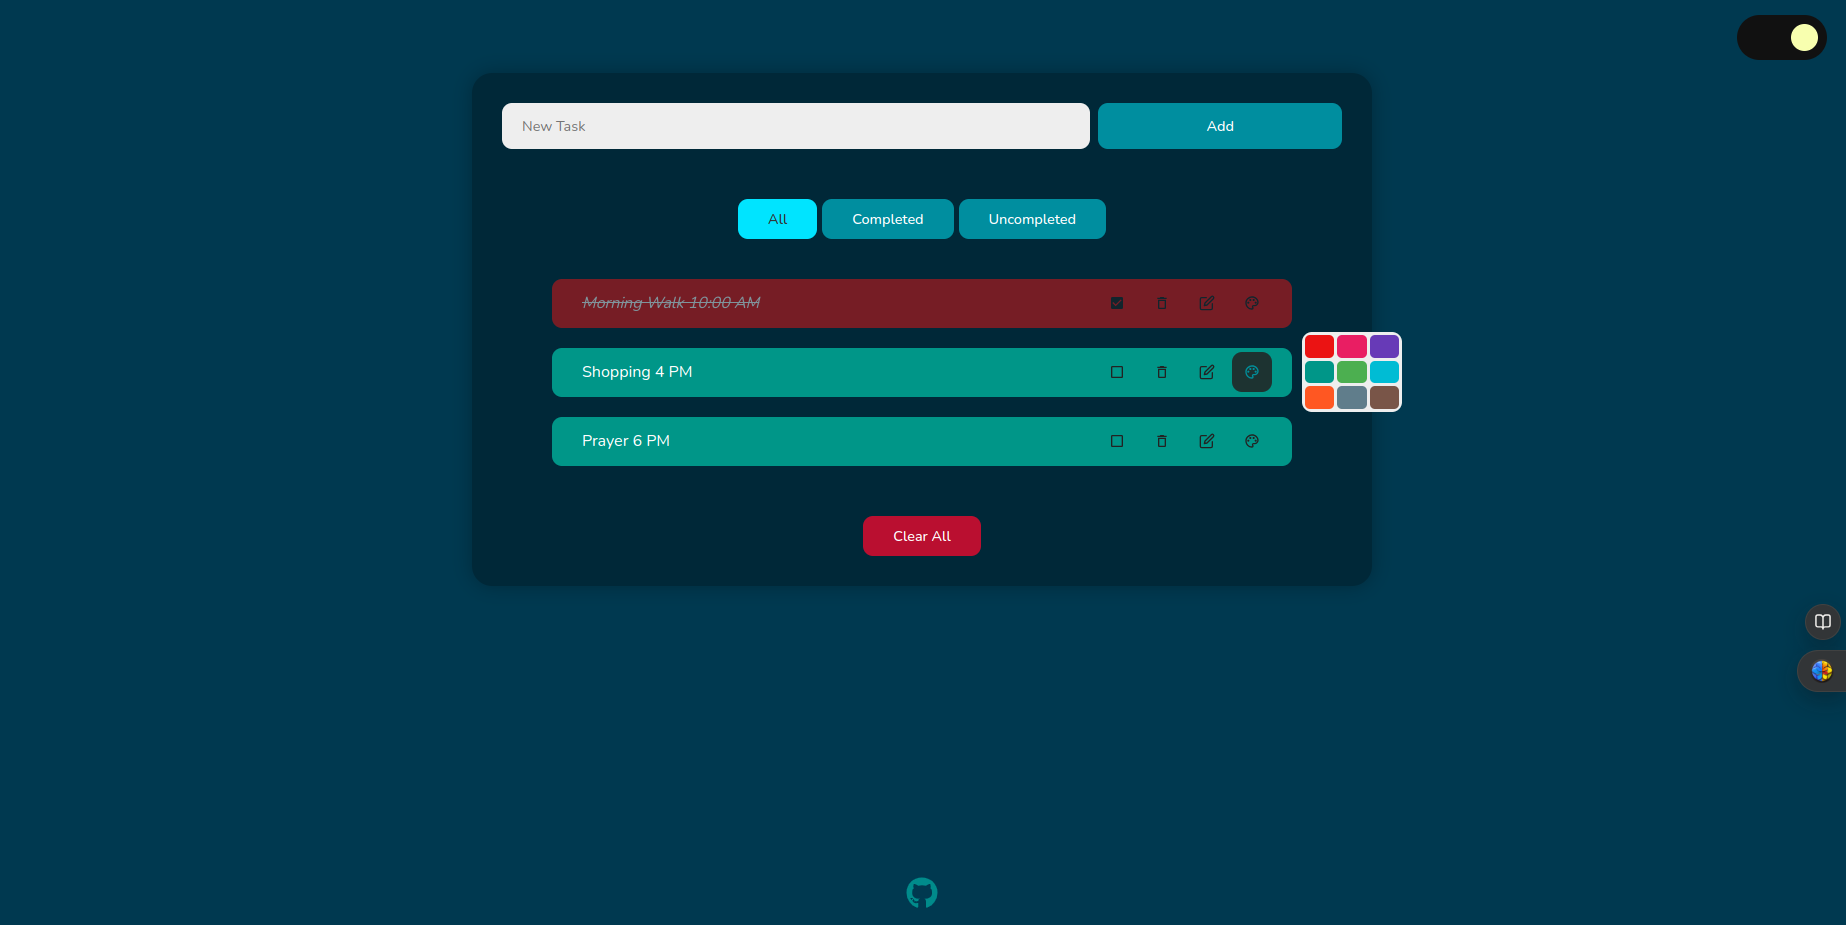 New Task
Add
All
Completed
Uncompleted
Morning Walk 10:00 AM
Shopping 4 PM
Prayer 6 PM
Clear All